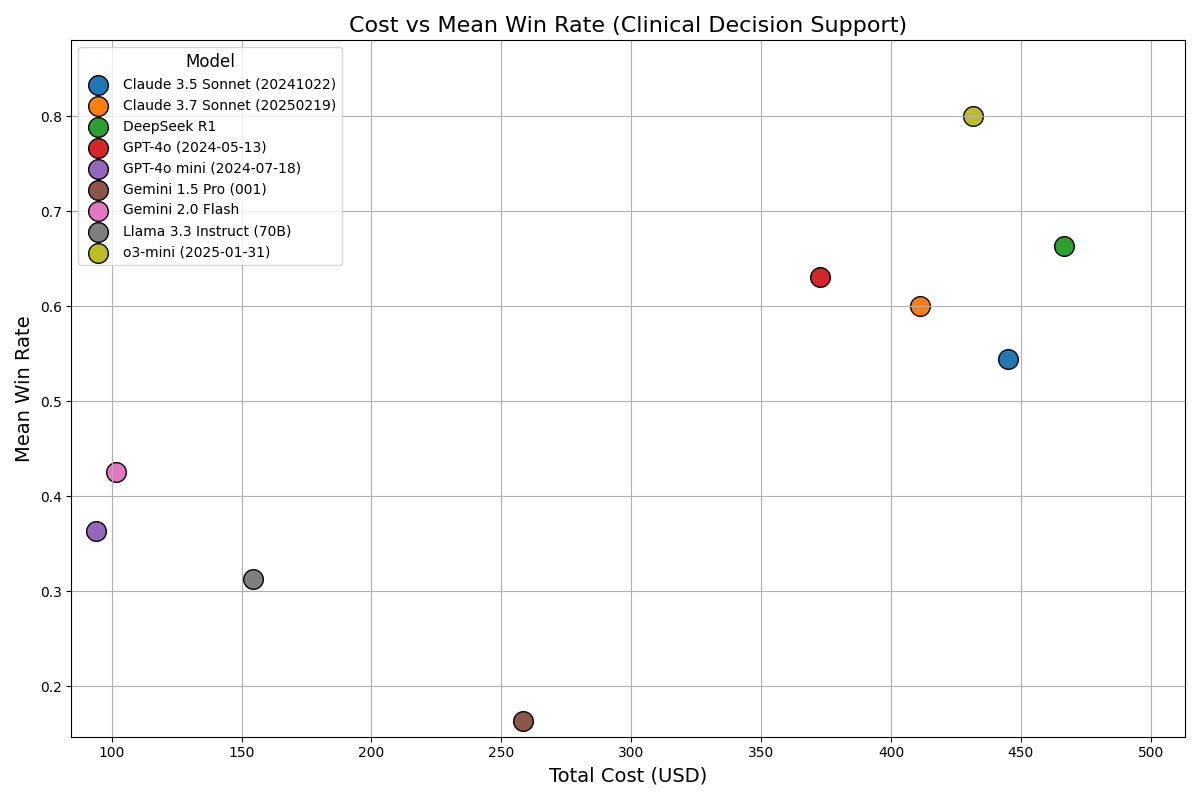 Cost vs Mean Win Rate (Clinical Decision Support)
Model
Claude 3.5 Sonnet (20241022)
Claude 3.7 Sonnet (20250219)
DeepSeek R1
GPT-4o (2024-05-13)
GPT-4o mini (2024-07-18)
Gemini 1.5 Pro (001)
Gemini 2.0 Flash
Llama 3.3 Instruct (70B)
o3-mini (2025-01-31)
Mean Win Rate
0.8
0.7
0.6
0.5
0.4
0.3
0.2
100 150 200 250 300 350 400 450 500
Total Cost (USD)